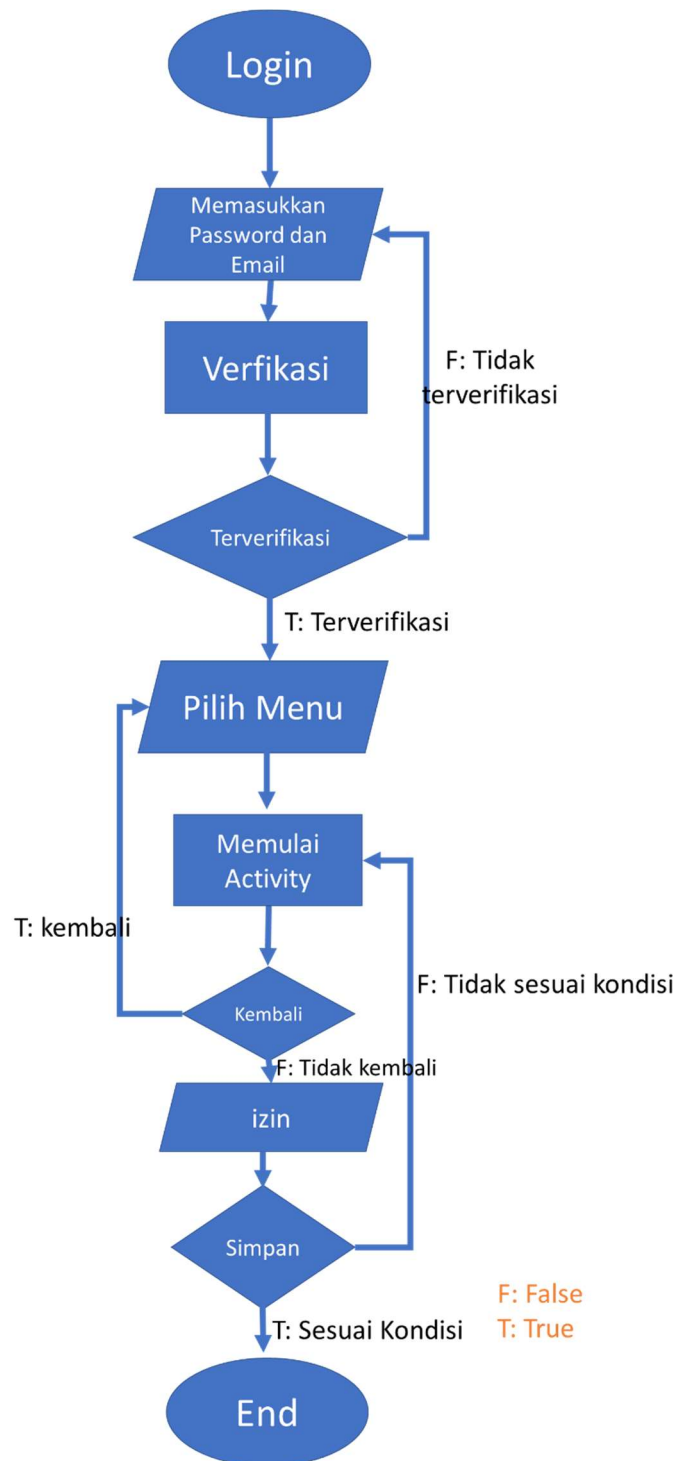 Login
Memasukkan
Password dan
Email
Verfikasi
F: Tidak
terverifikasi
Terverifikasi
T: Terverifikasi
Pilih Menu
Memulai
Activity
T: kembali
F: Tidak sesuai kondisi
Kembali
F: Tidak kembali
izin
Simpan
F: False
T: True
T: Sesuai Kondisi
End